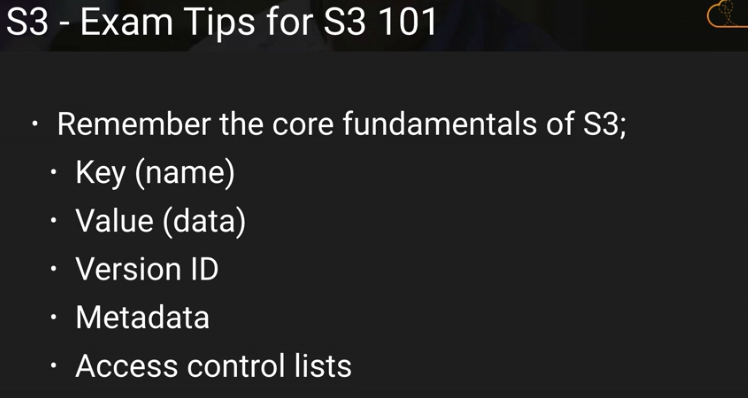 S3 - Exam Tips for S3 101
· Remember the core fundamentals of S3;
· Key (name)
· Value (data)
· Version ID
· Metadata
· Access control lists